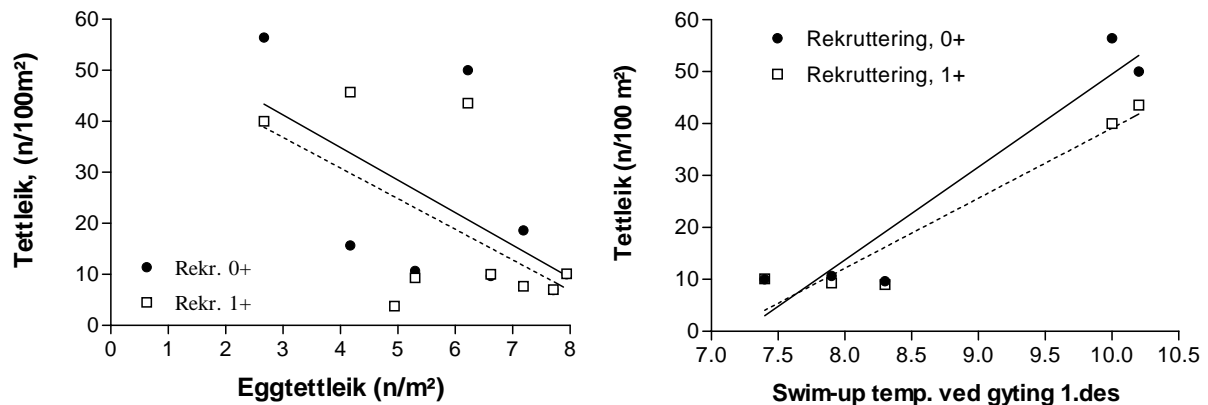 Tettleik, (n/100m²)
60
50
40
30
20
10
0
Rekr. 0+
Rekr. 1+
0 1 2 3 4 5 6 7 8
Eggtettleik (n/m²)
Tettleik (n/100 m²)
60
50
40
30
20
10
0
Rekruttering, 0+
Rekruttering, 1+
7.0 7.5 8.0 8.5 9.0 9.5 10.0 10.5
Swim-up temp. ved gyting 1.des